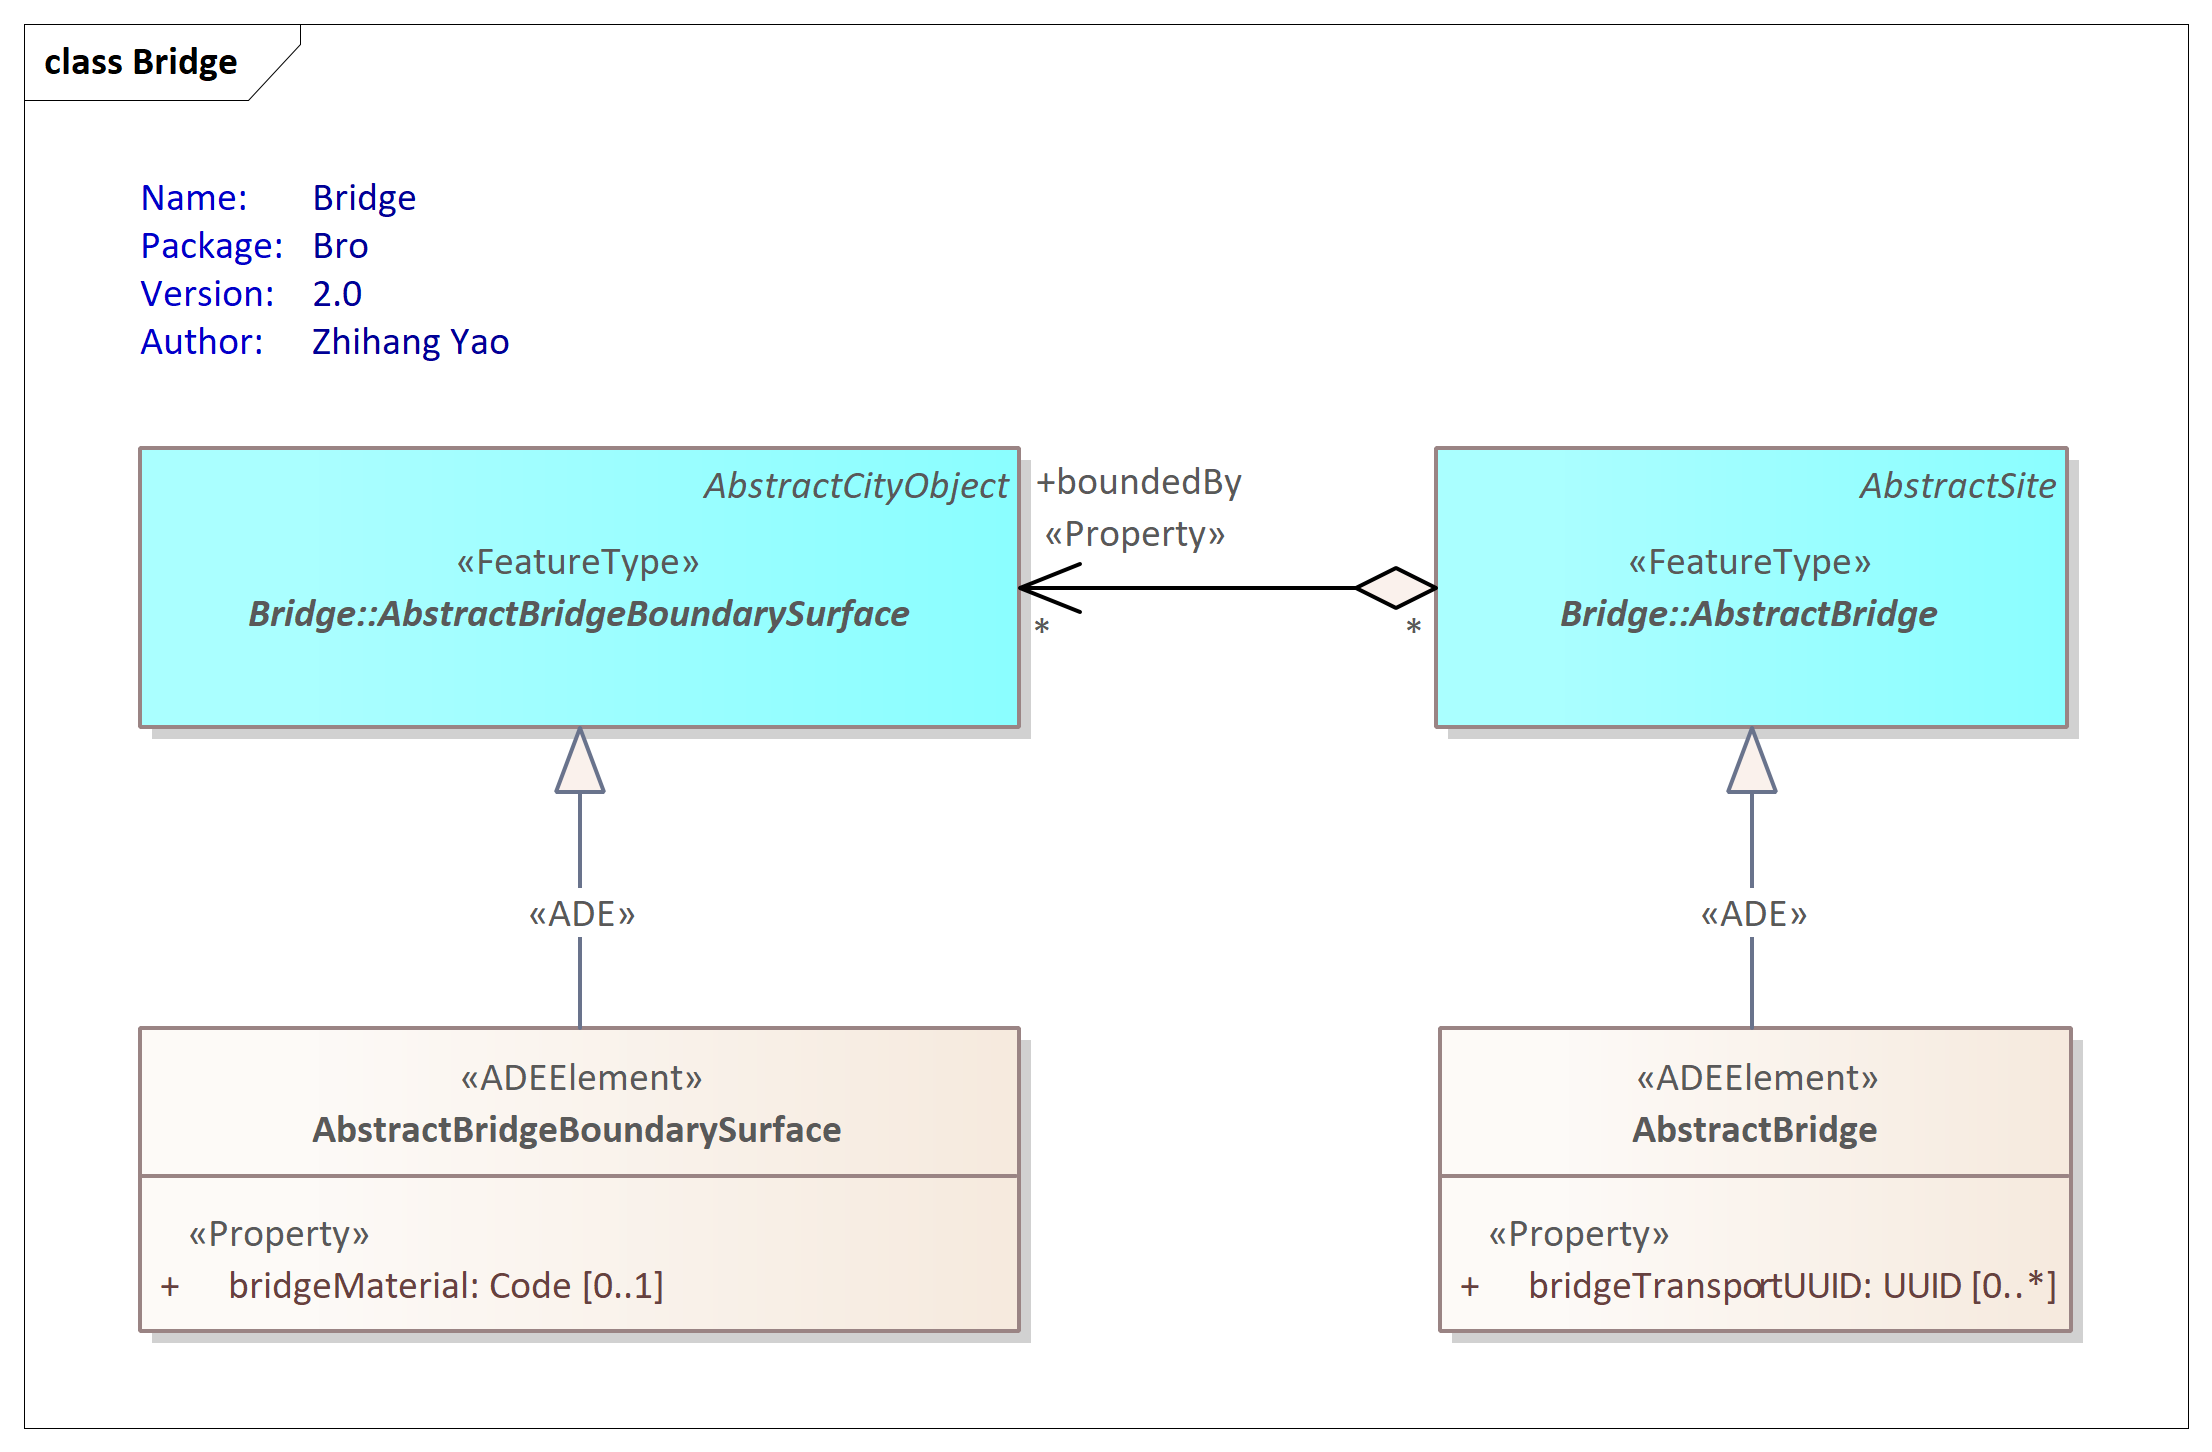 class Bridge
Name: Bridge
Package: Bro
Version: 2.0
Author: Zhihang Yao
AbstractCityObject
«FeatureType»
Bridge::AbstractBridgeBoundarySurface
+boundedBy
«Property»
*
*
AbstractSite
«FeatureType»
Bridge::AbstractBridge
«ADE»
«ADE»
«ADEElement»
AbstractBridgeBoundarySurface
«Property»
+ bridgeMaterial: Code [0..1]
«ADEElement»
AbstractBridge
«Property»
+ bridgeTransportUUID: UUID [0..*]